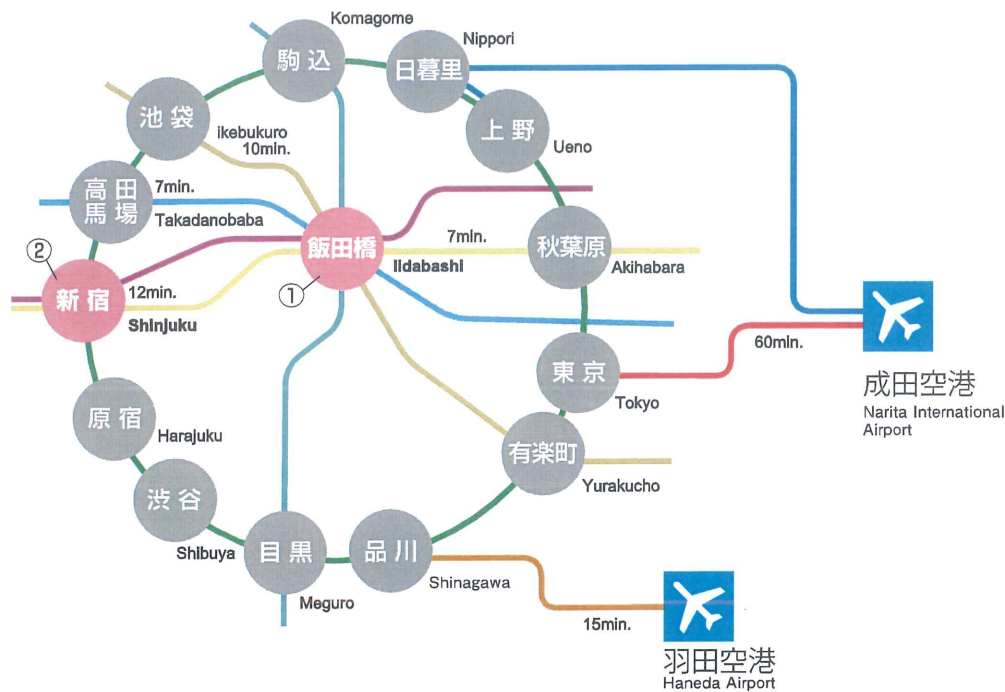 Komagome
駒込
Nippori
日暮里
池袋
ikebukuro
10min.
上野
Ueno
高田
馬場
7min.
Takadanobaba
飯田橋
Iidabashi
①
7min.
秋葉原
Akihabara
②
新宿
12min.
Shinjuku
東京
Tokyo
60min.
成田空港
Narita International
Airport
原宿
Harajuku
有楽町
Yurakucho
渋谷
Shibuya
目黒
Meguro
品川
Shinagawa
15min.
羽田空港
Haneda Airport